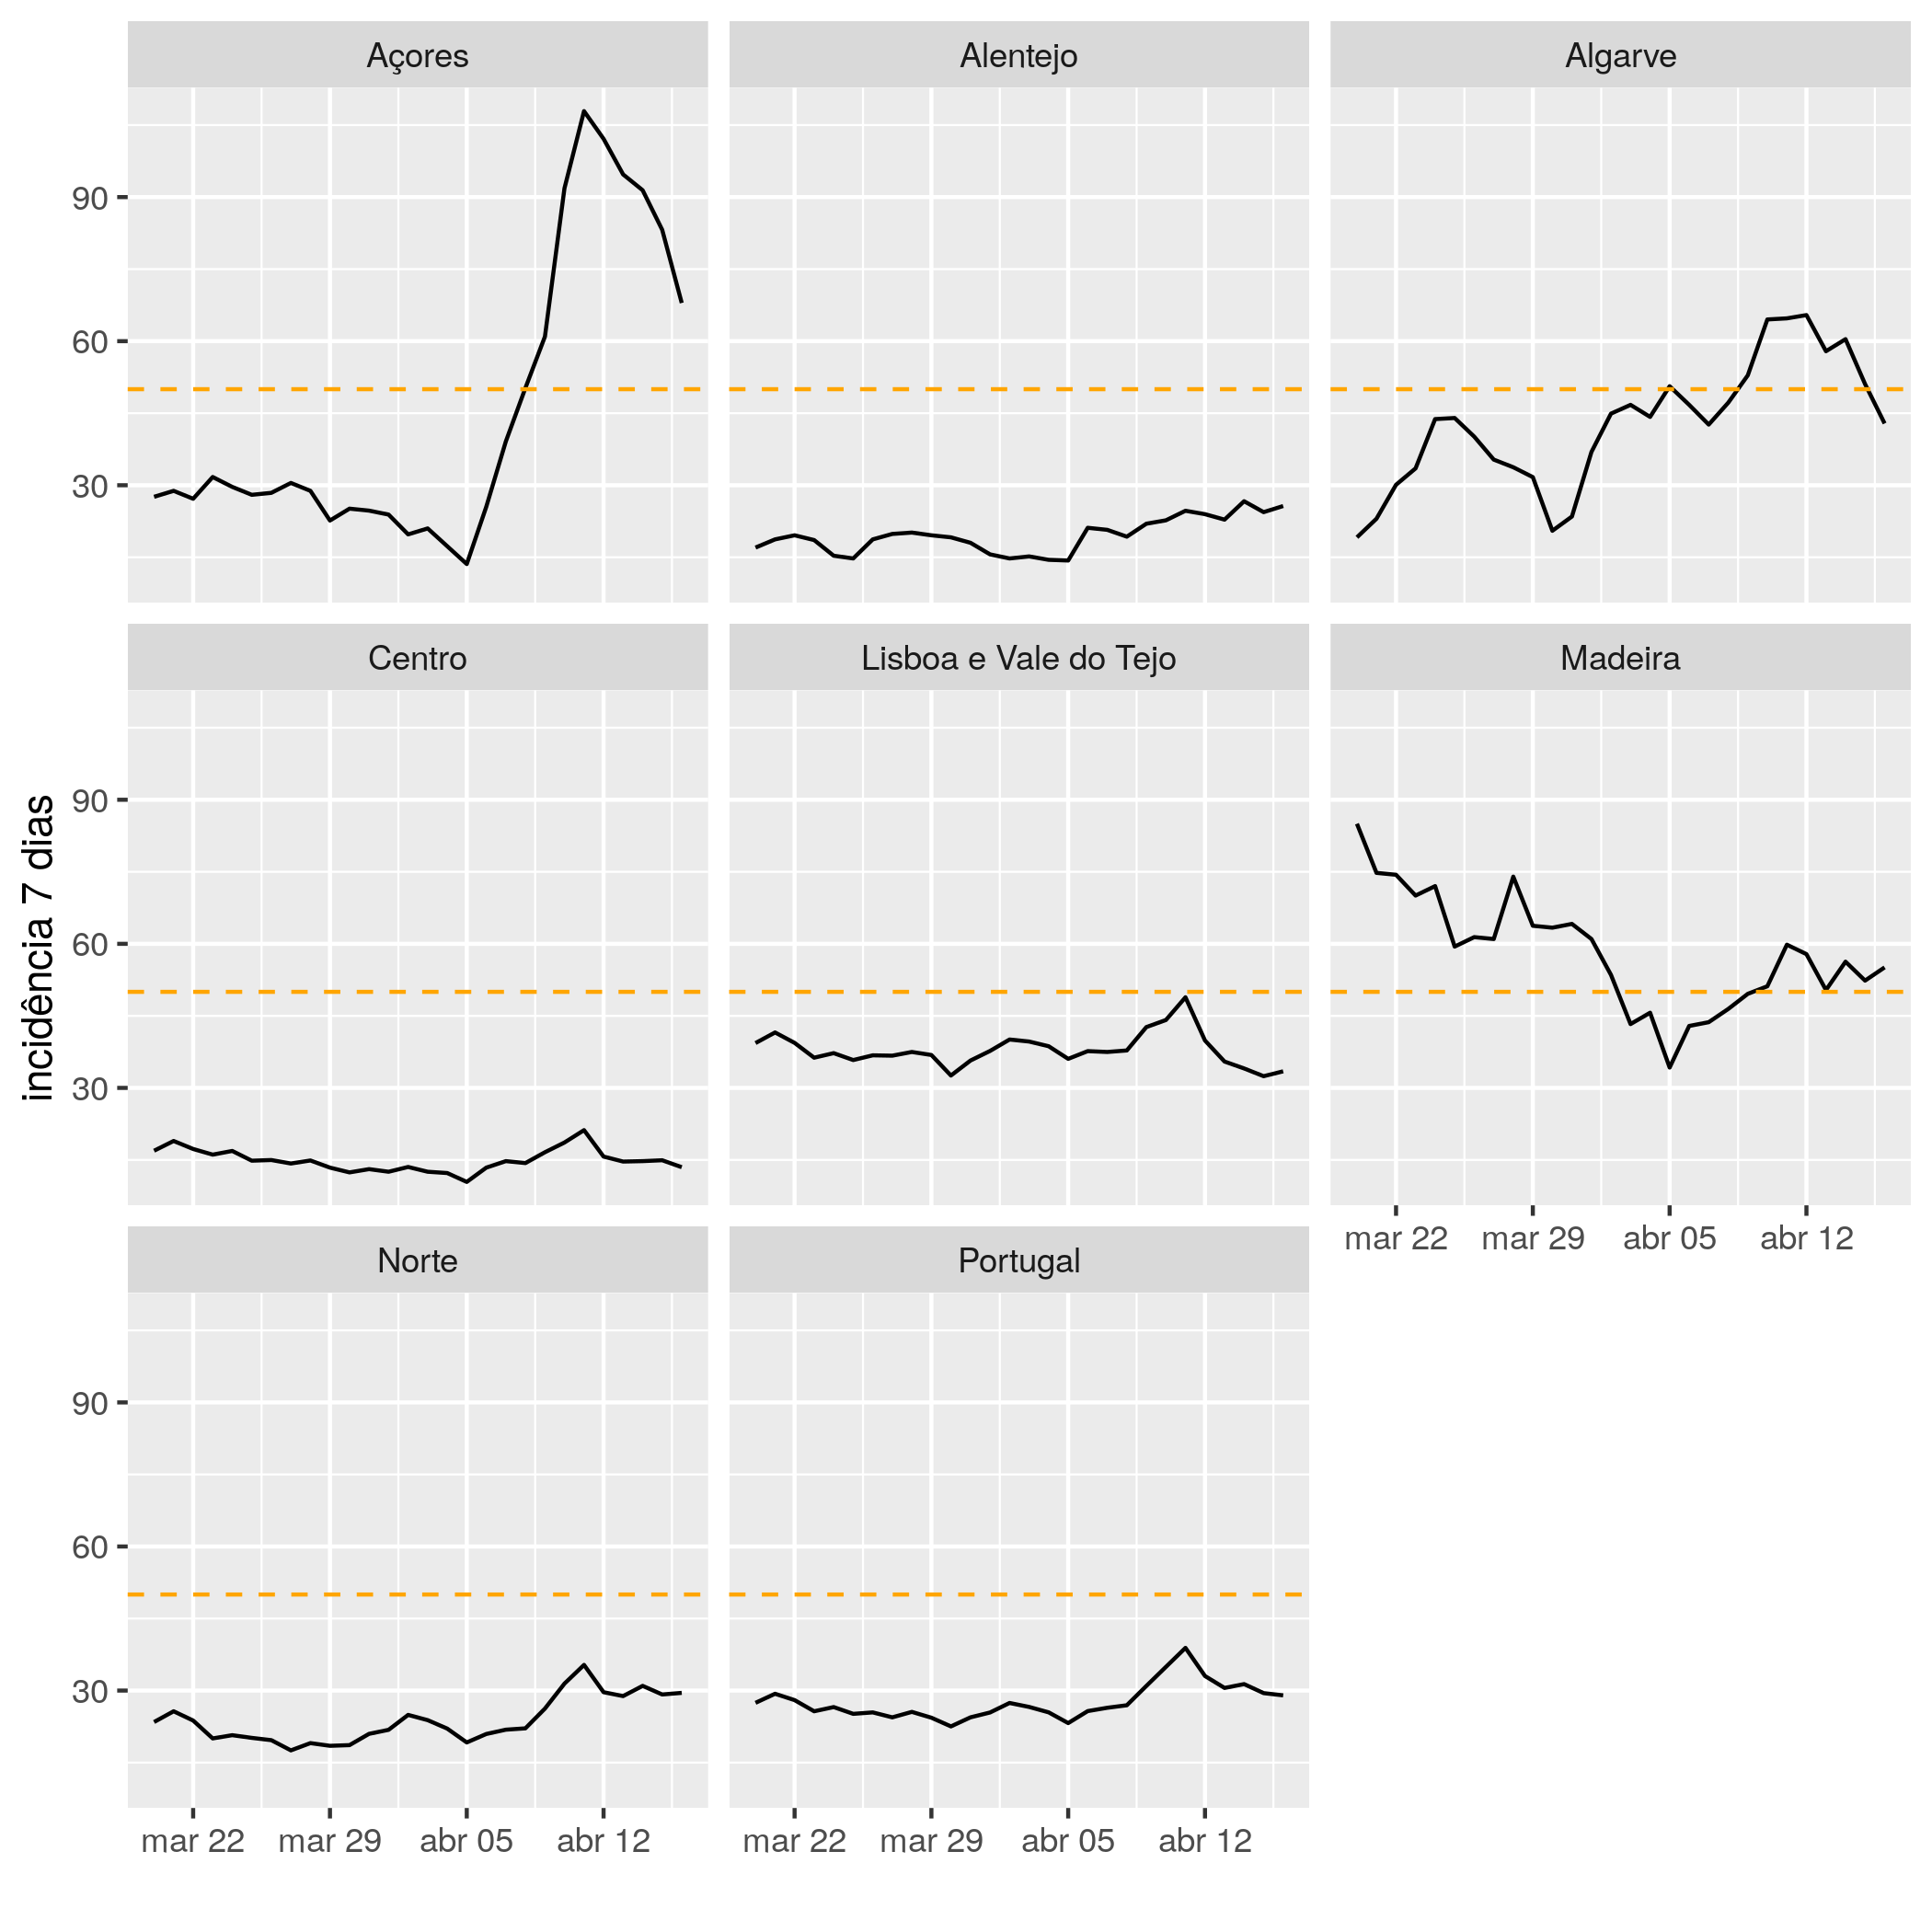 Açores Alentejo Algarve
90
60
30
Centro Lisboa e Vale do Tejo Madeira
incidência 7 dias
90
60
30
mar 22 mar 29 abr 05 abr 12
Norte Portugal
90
60
30
mar 22 mar 29 abr 05 abr 12 mar 22 mar 29 abr 05 abr 12